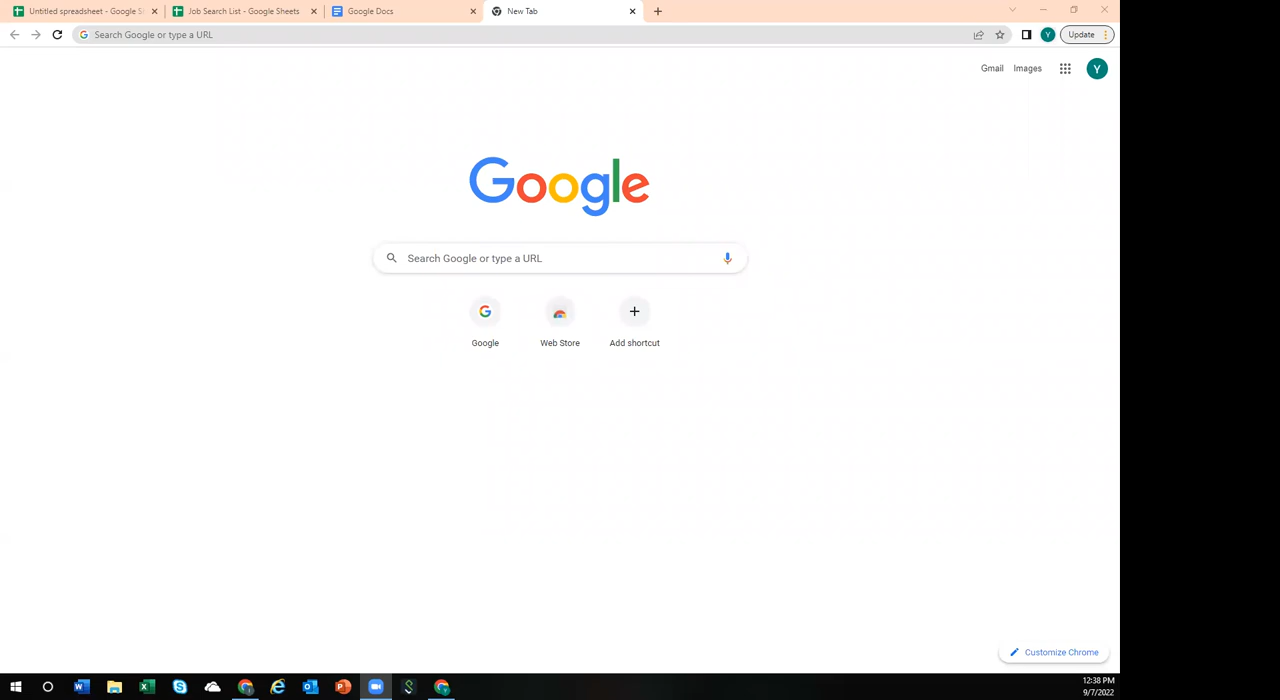 Untitled spreadsheet - Google S
Job Search List - Google Sheets
Google Docs
New Tab
Search Google or type a URL
Y
Update
Gmail
Images
Y
Google
Search Google or type a URL
Google
Web Store
Add shortcut
Customize Chrome
12:38 PM
9/7/2022